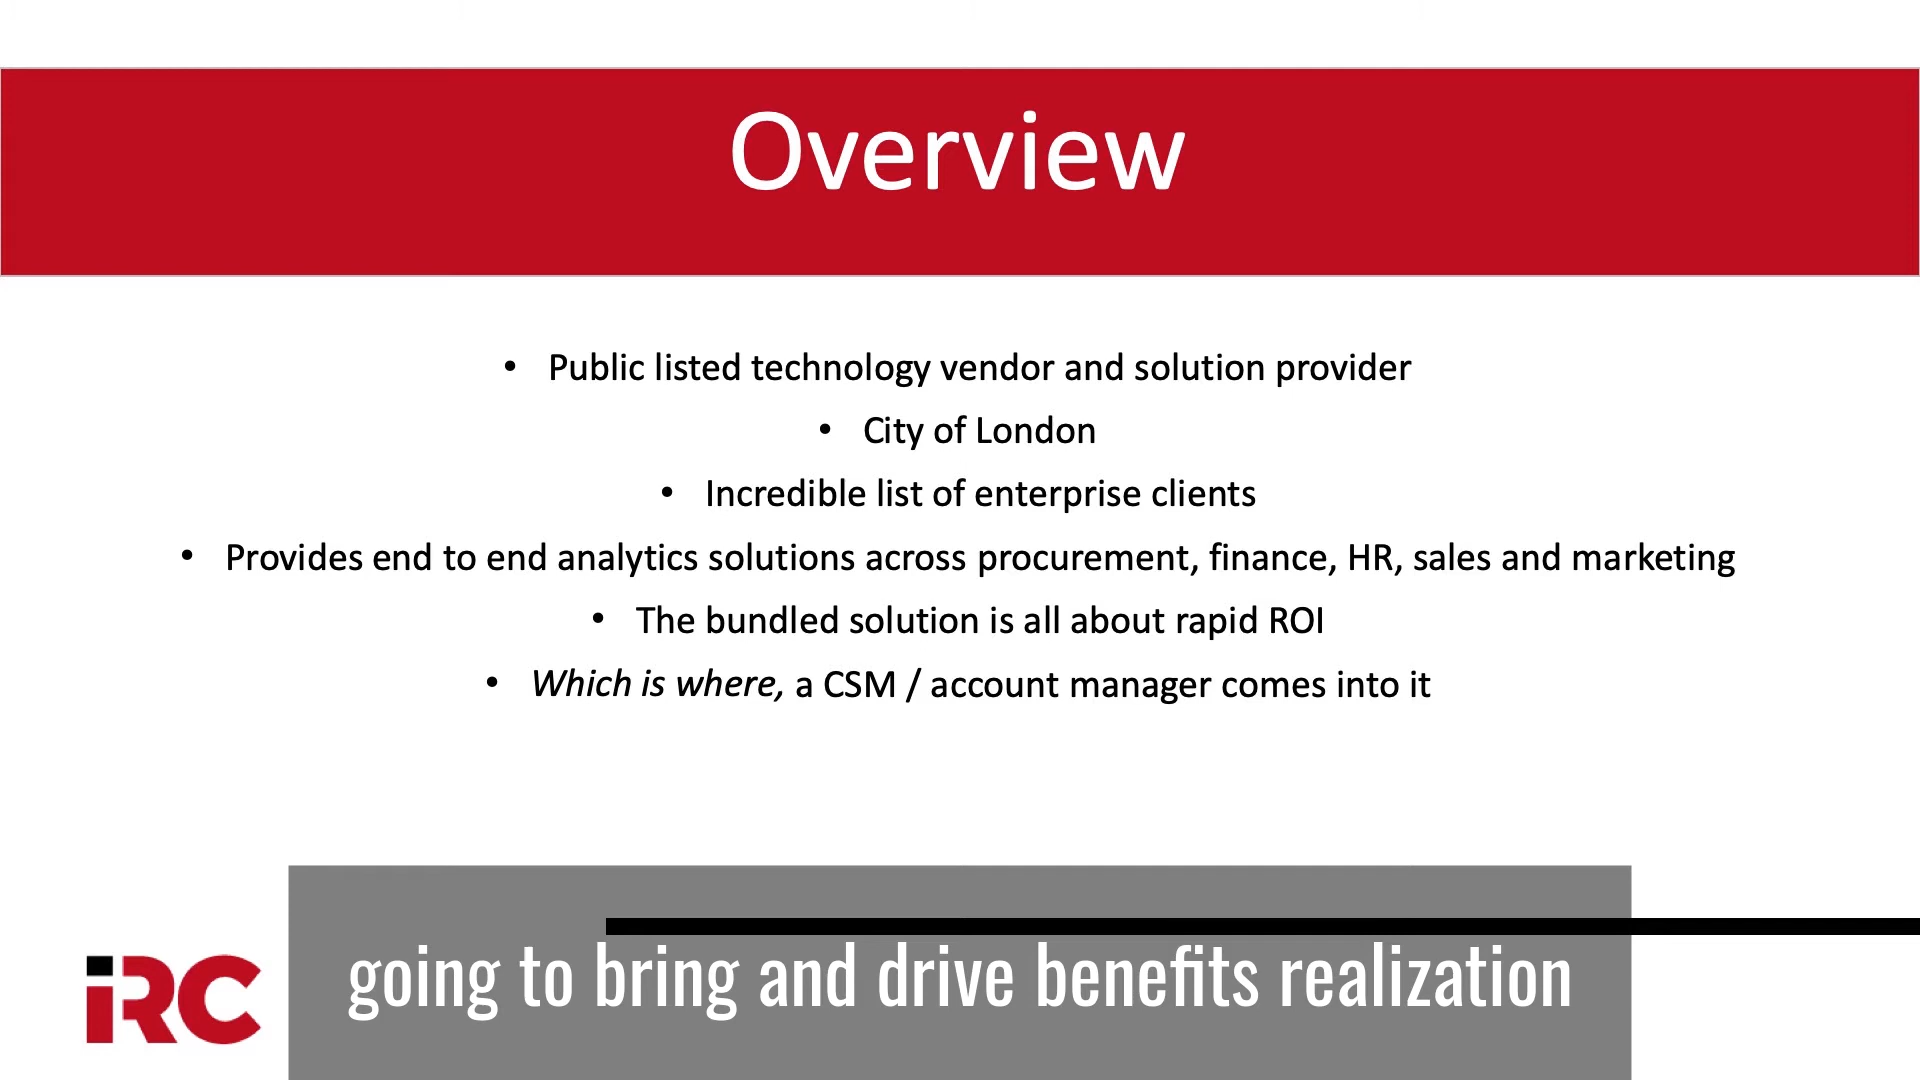 Overview
• Public listed technology vendor and solution provider
• City of London
• Incredible list of enterprise clients
• Provides end to end analytics solutions across procurement, finance, HR, sales and marketing
• The bundled solution is all about rapid ROI
• Which is where, a CSM / account manager comes into it
iRC
going to bring and drive benefits realization